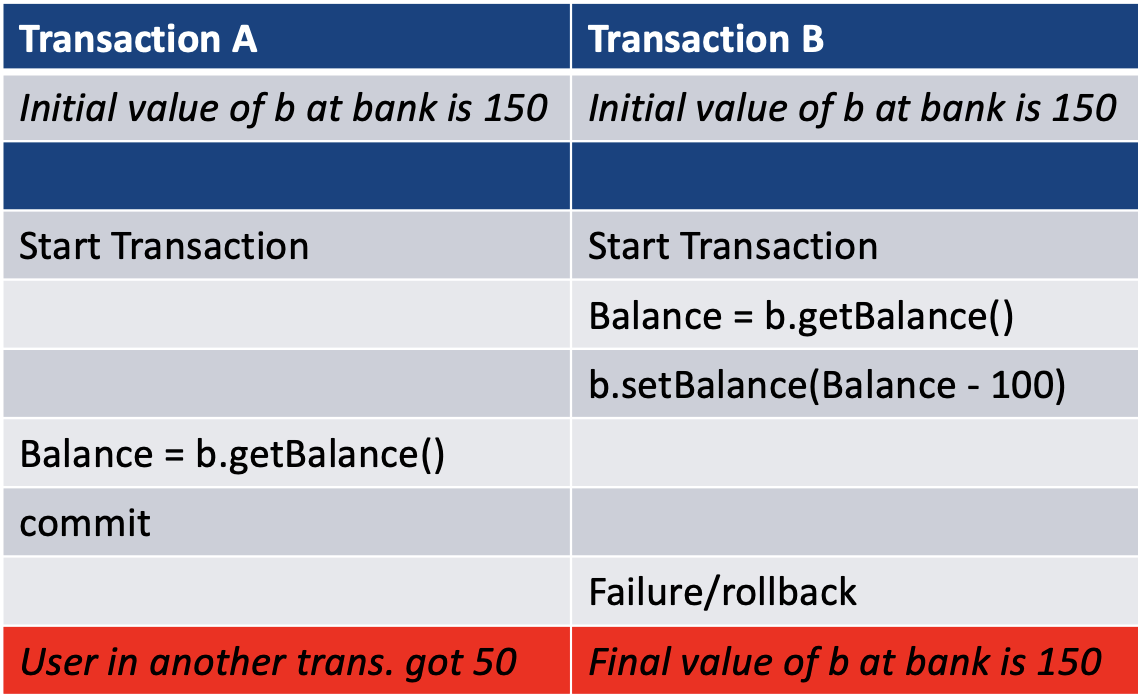 Transaction A
Transaction B
Initial value of b at bank is 150
Initial value of b at bank is 150
Start Transaction
Start Transaction
Balance = b.getBalance()
b.setBalance(Balance - 100)
Balance = b.getBalance()
commit
Failure/rollback
User in another trans. got 50
Final value of b at bank is 150